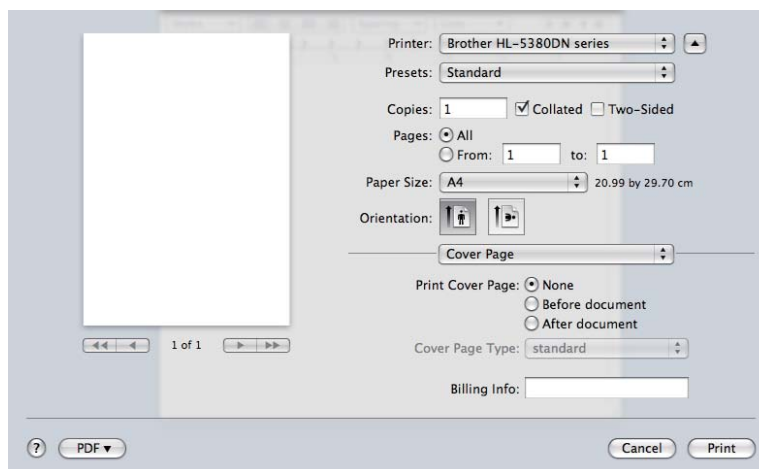 Printer: Brother HL-5380DN series
Presets: Standard
Copies: 1 Collated Two-Sided
Pages: All
From: 1 to: 1
Paper Size: A4 20.99 by 29.70 cm
Orientation:
Cover Page
Print Cover Page: None
Before document
After document
1 of 1
Cover Page Type: standard
Billing Info:
? PDF Cancel Print